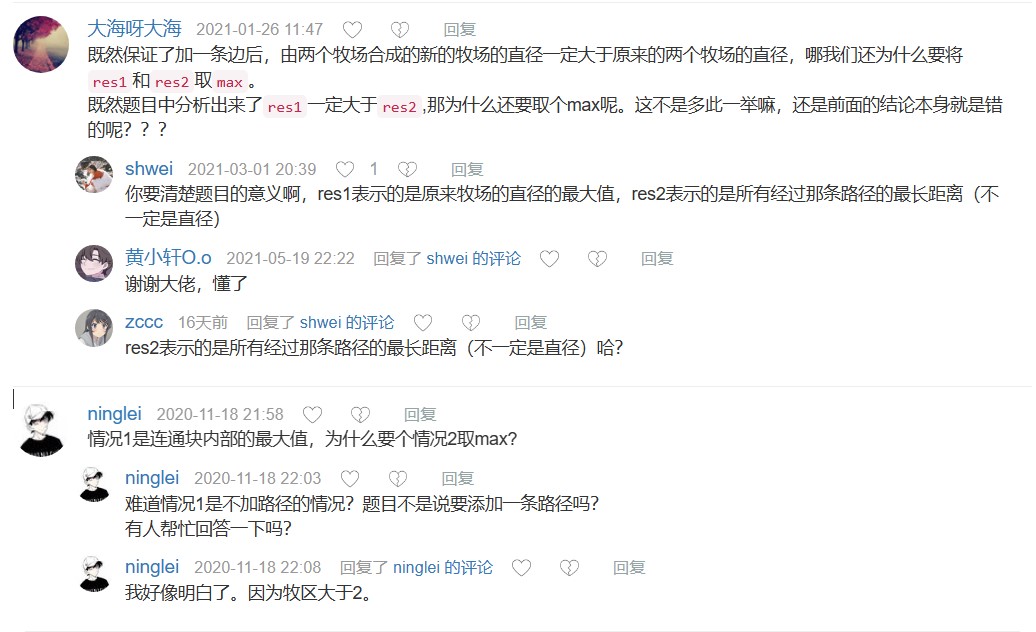 大海呀大海 2021-01-26 11:47 回复
既然保证了加一条边后，由两个牧场合成的新的牧场的直径一定大于原来的两个牧场的直径，哪我们还为什么要将
res1 和 res2 取 max 。
既然题目中分析出来了 res1 一定大于 res2 ,那为什么还要取个max呢。这不是多此一举嘛，还是前面的结论本身就是错
的呢？？？
shwei 2021-03-01 20:39 1 回复
你要清楚题目的意义啊，res1表示的是原来牧场的直径的最大值，res2表示的是所有经过那条路径的最长距离（不
一定是直径）
黄小轩O.o 2021-05-19 22:22 回复了 shwei 的评论 回复
谢谢大佬，懂了
zccc 16天前 回复了 shwei 的评论 回复
res2表示的是所有经过那条路径的最长距离（不一定是直径）哈?
ninglei 2020-11-18 21:58 回复
情况1是连通块内部的最大值，为什么要个情况2取max?
ninglei 2020-11-18 22:03 回复
难道情况1是不加路径的情况？题目不是说要添加一条路径吗?
有人帮忙回答一下吗?
ninglei 2020-11-18 22:08 回复了 ninglei 的评论 回复
我好像明白了。因为牧区大于2。